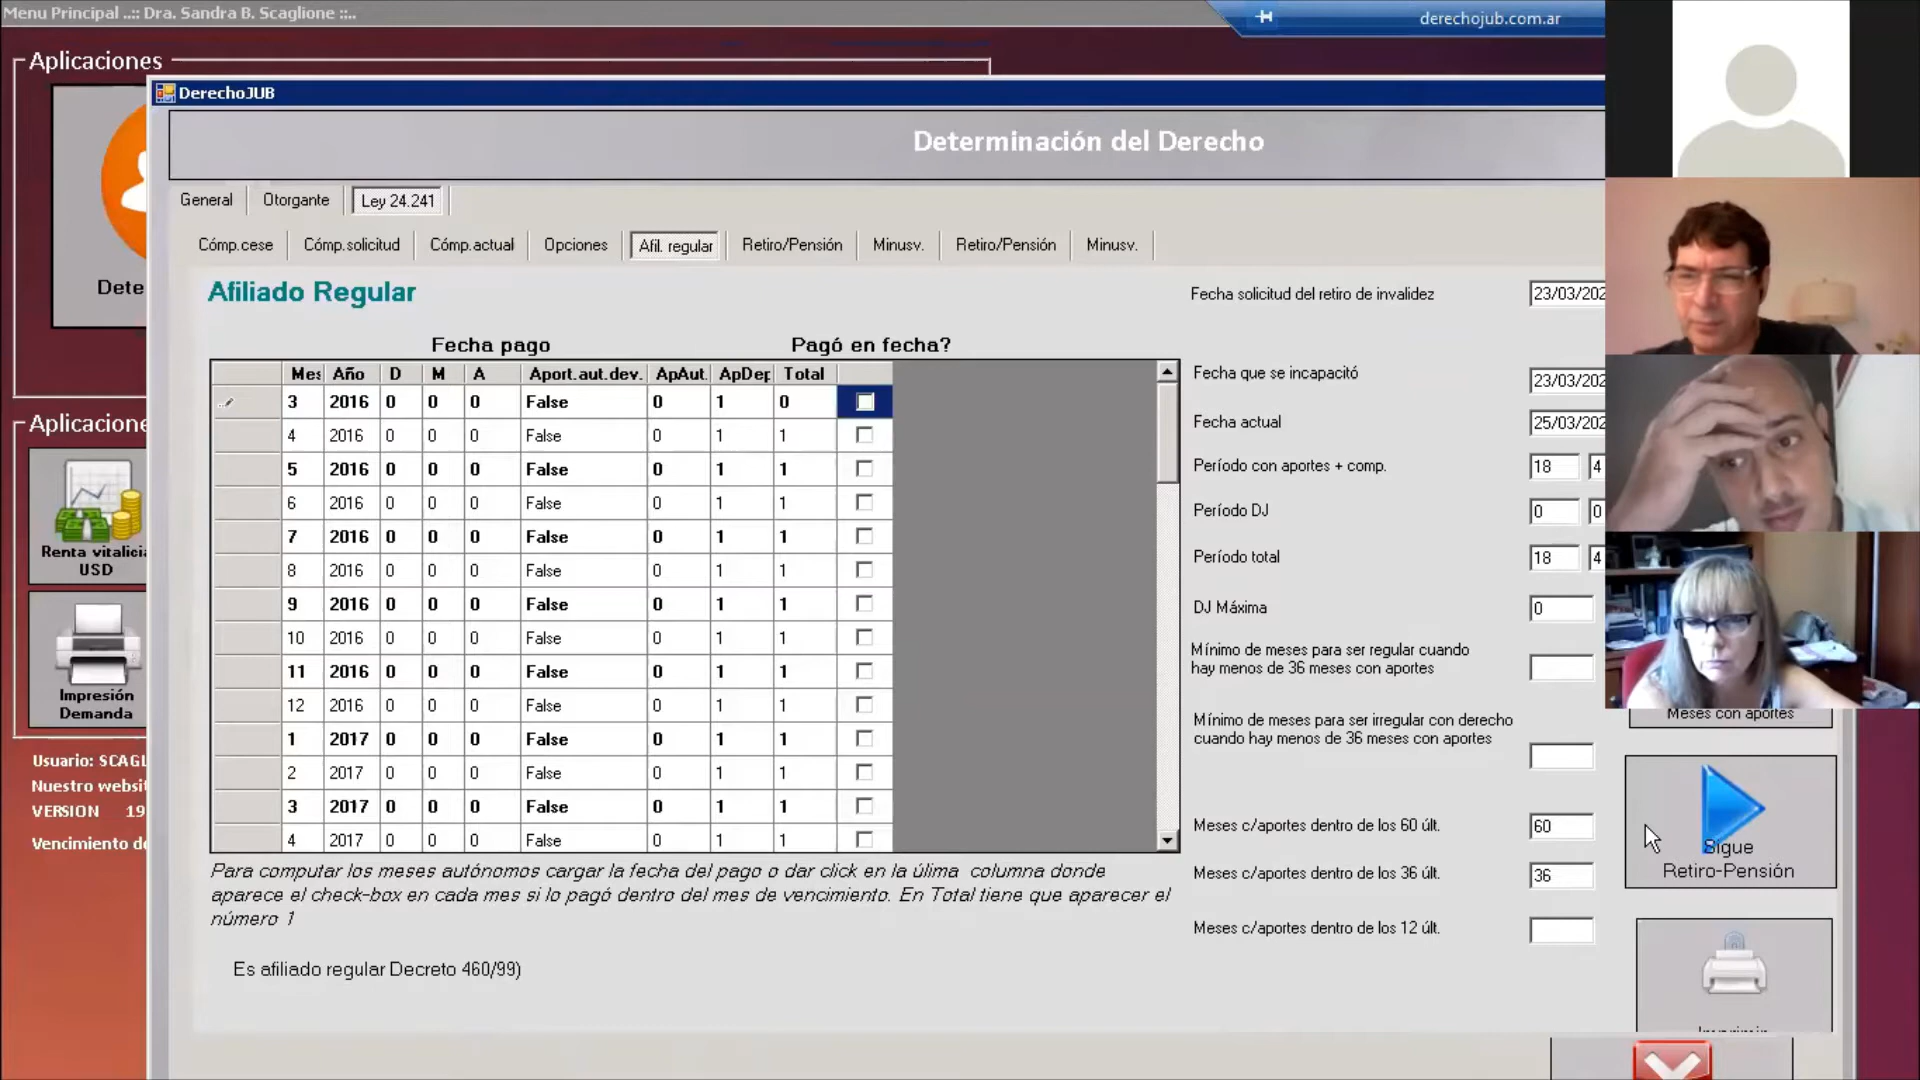 Menu Principal ..:: Dra. Sandra B. Scaglione ::..
derechojub.com.ar
Aplicaciones
DerechoJUB
Determinación del Derecho
General Otorgante Ley 24.241
Cómp.cese Cómp.solicitud Cómp.actual Opciones Afil. regular Retiro/Pensión Minusv. Retiro/Pensión Minusv.
Dete
Afiliado Regular
Fecha pago Pagó en fecha?
Mes Año D M A Aport.aut.dev. ApAut. ApDep Total
3 2016 0 0 0 False 0 1 0
4 2016 0 0 0 False 0 1 1
5 2016 0 0 0 False 0 1 1
6 2016 0 0 0 False 0 1 1
7 2016 0 0 0 False 0 1 1
8 2016 0 0 0 False 0 1 1
9 2016 0 0 0 False 0 1 1
10 2016 0 0 0 False 0 1 1
11 2016 0 0 0 False 0 1 1
12 2016 0 0 0 False 0 1 1
1 2017 0 0 0 False 0 1 1
2 2017 0 0 0 False 0 1 1
3 2017 0 0 0 False 0 1 1
4 2017 0 0 0 False 0 1 1
Para computar los meses autónomos cargar la fecha del pago o dar click en la úlima columna donde
aparece el check-box en cada mes si lo pagó dentro del mes de vencimiento. En Total tiene que aparecer el
número 1
Es afiliado regular Decreto 460/99)
Fecha solicitud del retiro de invalidez 23/03/202
Fecha que se incapacitó 23/03/202
Fecha actual 25/03/202
Período con aportes + comp. 18 4
Período DJ 0 0
Período total 18 4
DJ Máxima 0
Mínimo de meses para ser regular cuando
hay menos de 36 meses con aportes
Mínimo de meses para ser irregular con derecho
cuando hay menos de 36 meses con aportes
Meses c/aportes dentro de los 60 últ. 60
Meses c/aportes dentro de los 36 últ. 36
Meses c/aportes dentro de los 12 últ.
Meses con aportes
Sigue
Retiro-Pensión
Imprimir
Aplicacione
Renta vitalicia
USD
Impresión
Demanda
Usuario: SCAGL
Nuestro websit
VERSION 19
Vencimiento de